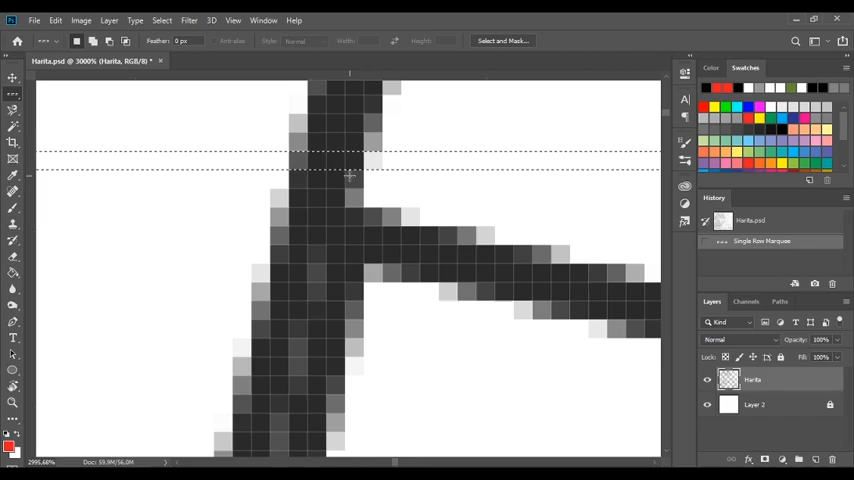 Ps File Edit Image Layer Type Select Filter 3D View Window Help
Feather: 0 px Anti-alias Style: Normal Width: Height: Select and Mask...
Harita.psd @ 3000% (Harita, RGB/8) * ×
Color Swatches
History
Harita.psd
Single Row Marquee
Layers Channels Paths
Kind
Normal Opacity: 100%
Lock: Fill: 100%
Harita
Layer 2
2995,68% Doc: 59,9M/56,0M